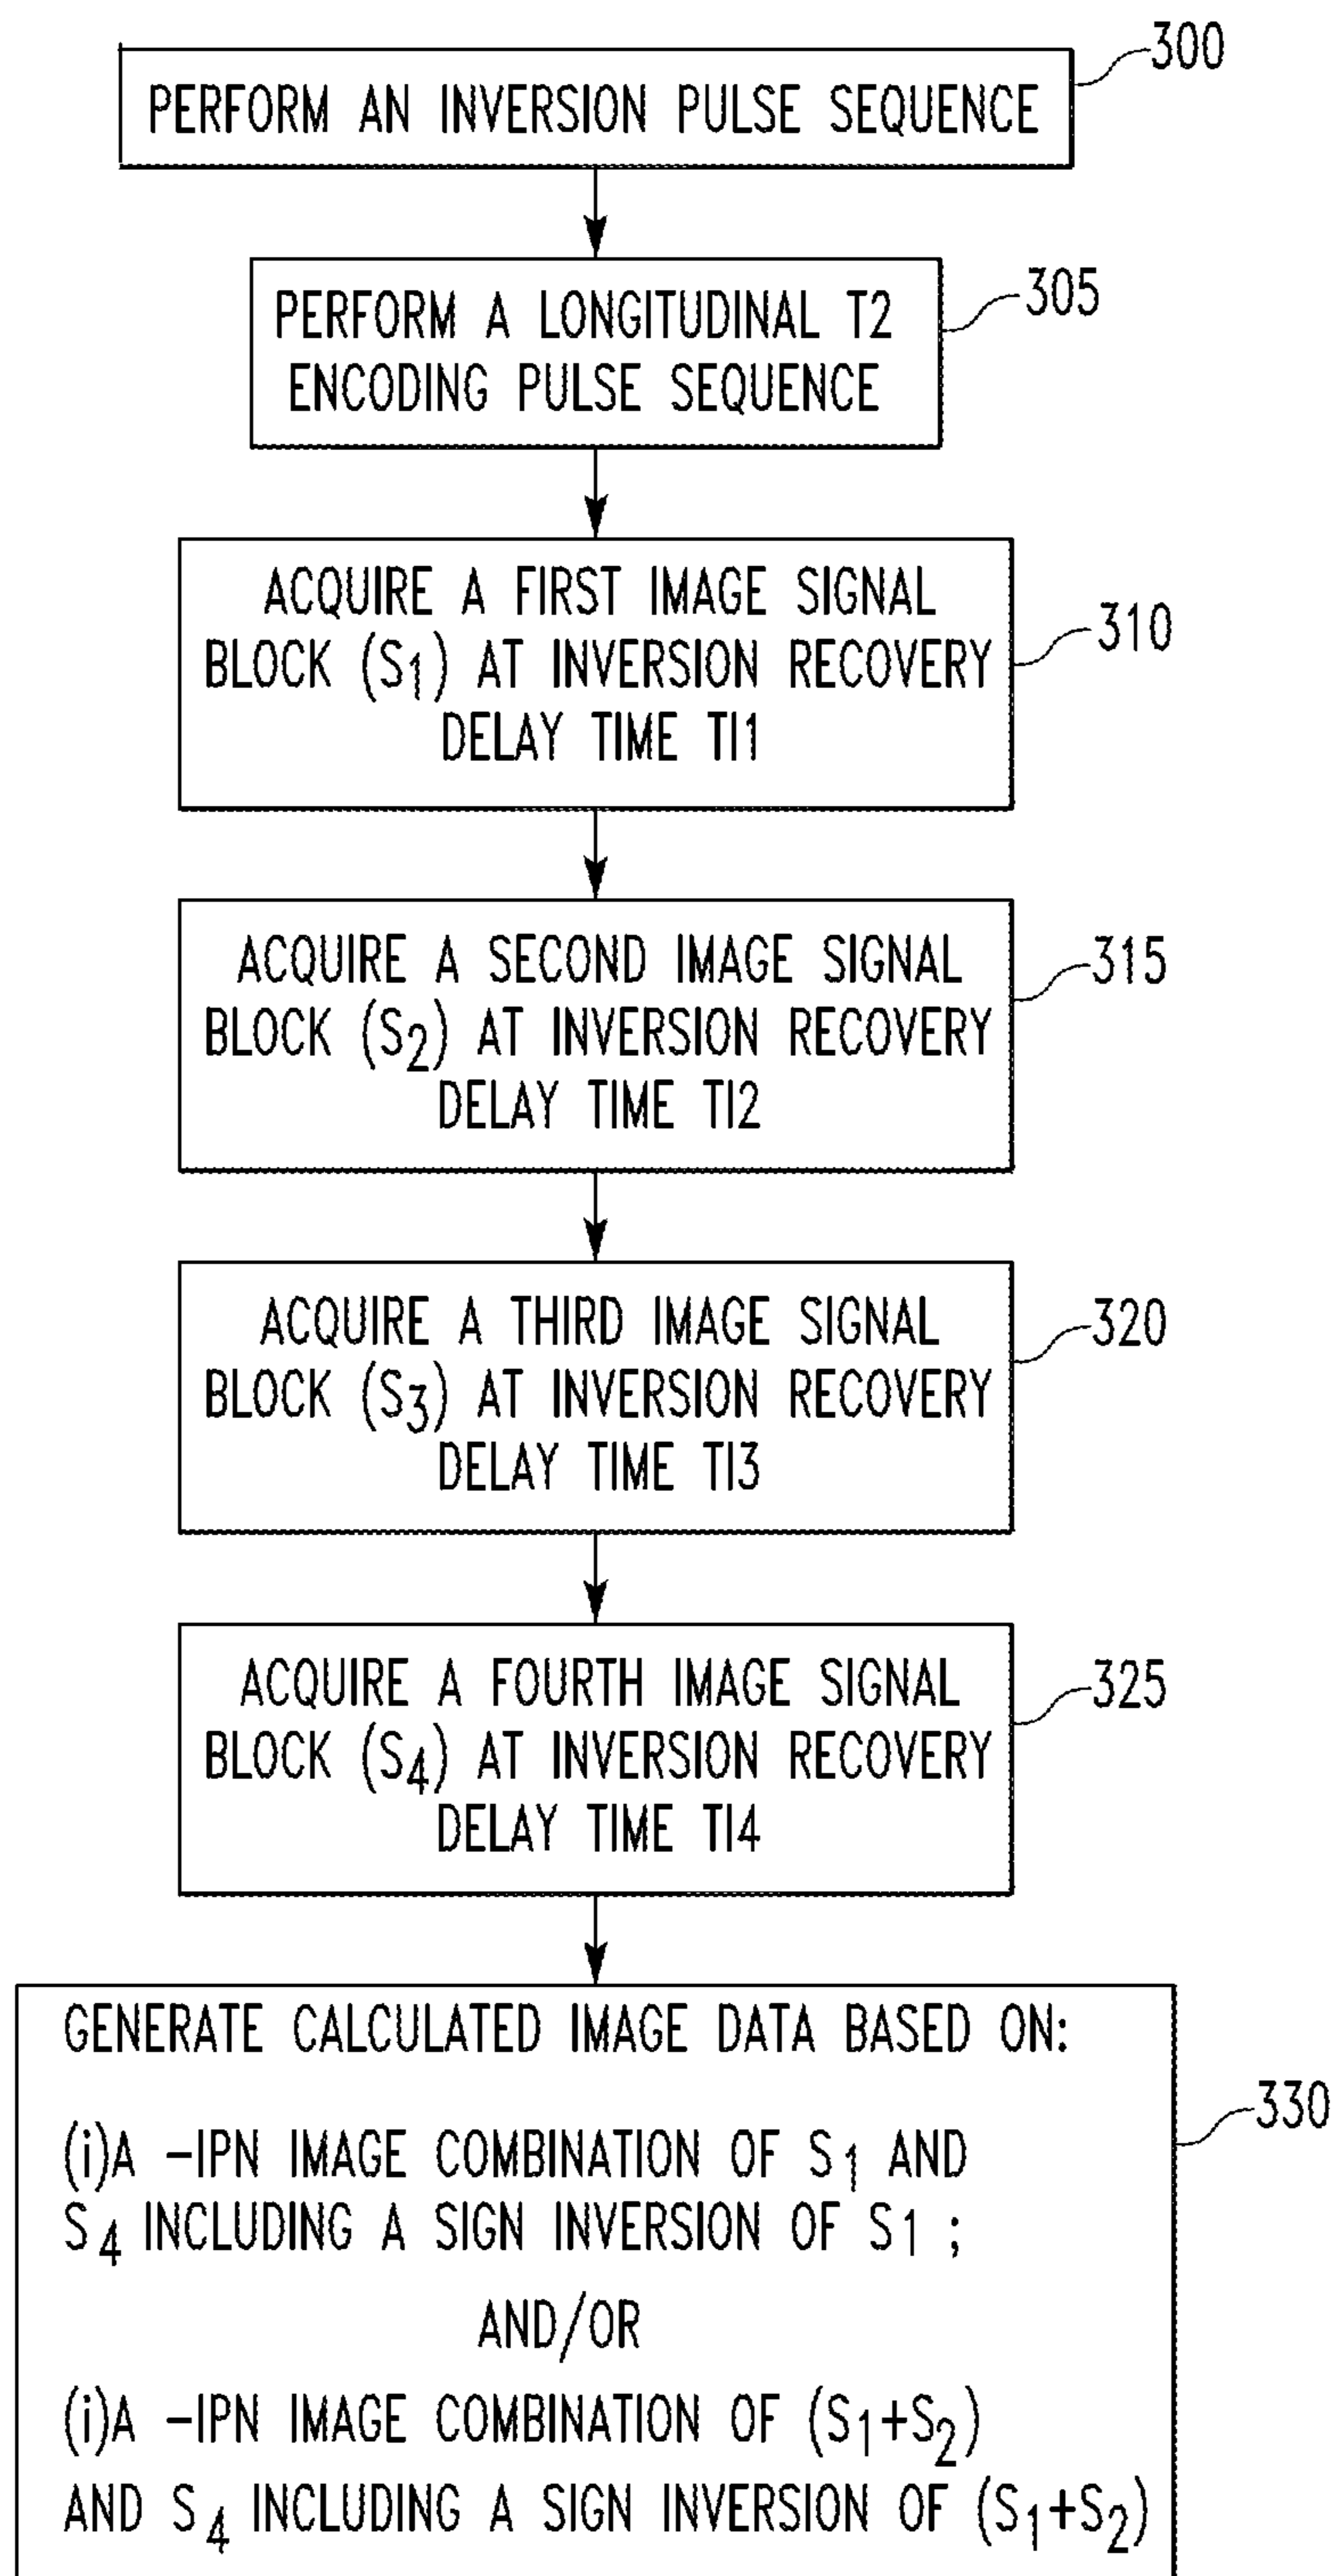 300
PERFORM AN INVERSION PULSE SEQUENCE
305
PERFORM A LONGITUDINAL T2
ENCODING PULSE SEQUENCE
310
ACQUIRE A FIRST IMAGE SIGNAL
BLOCK (S1) AT INVERSION RECOVERY
DELAY TIME TI1
315
ACQUIRE A SECOND IMAGE SIGNAL
BLOCK (S2) AT INVERSION RECOVERY
DELAY TIME TI2
320
ACQUIRE A THIRD IMAGE SIGNAL
BLOCK (S3) AT INVERSION RECOVERY
DELAY TIME TI3
325
ACQUIRE A FOURTH IMAGE SIGNAL
BLOCK (S4) AT INVERSION RECOVERY
DELAY TIME TI4
330
GENERATE CALCULATED IMAGE DATA BASED ON:
(i)A -IPN IMAGE COMBINATION OF S1 AND
S4 INCLUDING A SIGN INVERSION OF S1 ;
AND/OR
(i)A -IPN IMAGE COMBINATION OF (S1+S2)
AND S4 INCLUDING A SIGN INVERSION OF (S1+S2)